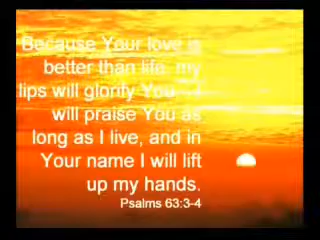 Because Your love is
better than life, my
lips will glorify You. I
will praise You as
long as I live, and in
Your name I will lift
up my hands.
Psalms 63:3-4